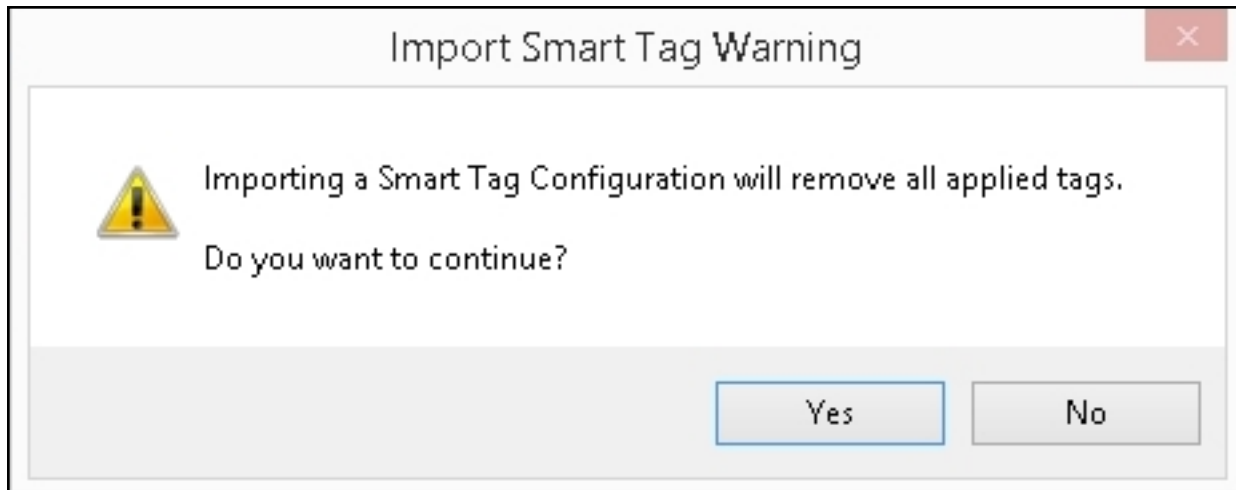 Import Smart Tag Warning
Importing a Smart Tag Configuration will remove all applied tags.
Do you want to continue?
Yes No